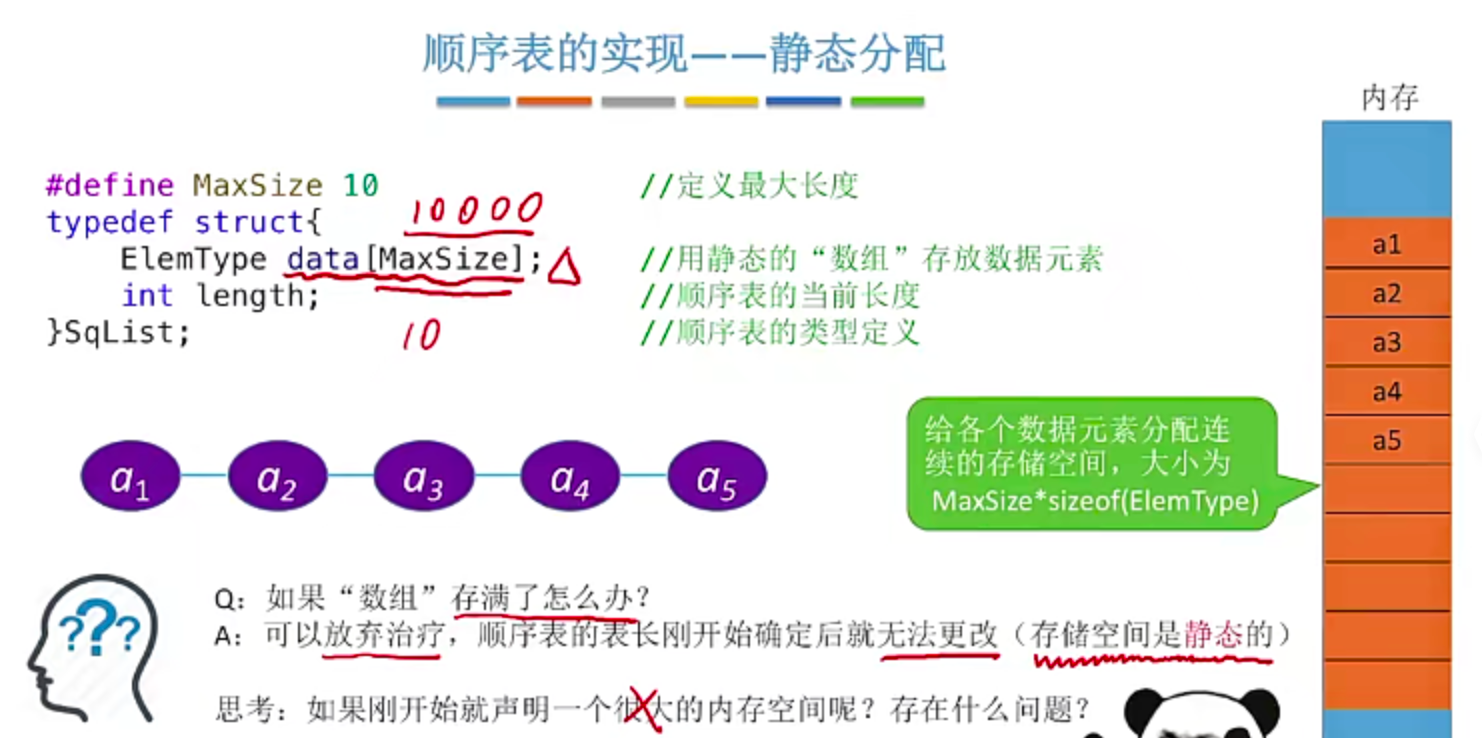 顺序表的实现——静态分配
内存
#define MaxSize 10 //定义最大长度
10000
typedef struct{
ElemType data[MaxSize]; //用静态的“数组”存放数据元素
int length; //顺序表的当前长度
}SqList; //顺序表的类型定义
10
a1
a2
a3
a4
a5
给各个数据元素分配连
续的存储空间，大小为
MaxSize*sizeof(ElemType)
a1 a2 a3 a4 a5
???
Q：如果“数组”存满了怎么办？
A：可以放弃治疗，顺序表的表长刚开始确定后就无法更改（存储空间是静态的）
思考：如果刚开始就声明一个很大的内存空间呢？存在什么问题？